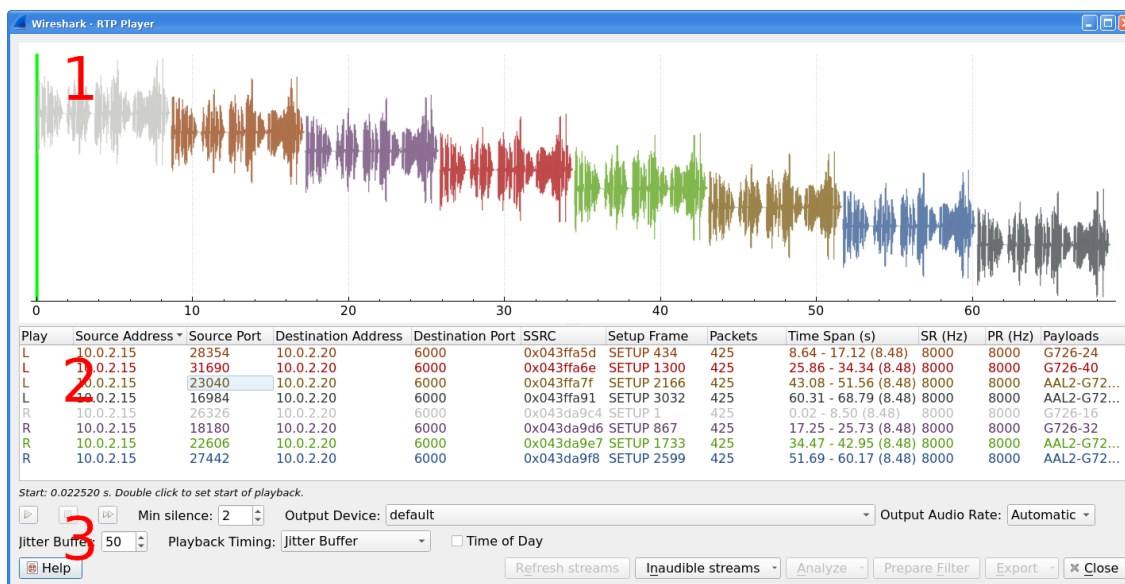 Wireshark - RTP Player
1
0 10 20 30 40 50 60
Play Source Address Source Port Destination Address Destination Port SSRC Setup Frame Packets Time Span (s) SR (Hz) PR (Hz) Payloads
L 10.0.2.15 28354 10.0.2.20 6000 0x043ffa5d SETUP 434 425 8.64 - 17.12 (8.48) 8000 8000 G726-24
L 10.0.2.15 31690 10.0.2.20 6000 0x043ffa6e SETUP 1300 425 25.86 - 34.34 (8.48) 8000 8000 G726-40
L 10.0.2.15 23040 10.0.2.20 6000 0x043ffa7f SETUP 2166 425 43.08 - 51.56 (8.48) 8000 8000 AAL2-G72...
L 10.0.2.15 16984 10.0.2.20 6000 0x043ffa91 SETUP 3032 425 60.31 - 68.79 (8.48) 8000 8000 AAL2-G72...
R 10.0.2.15 26326 10.0.2.20 6000 0x043da9c4 SETUP 1 425 0.02 - 8.50 (8.48) 8000 8000 G726-16
R 10.0.2.15 18180 10.0.2.20 6000 0x043da9d6 SETUP 867 425 17.25 - 25.73 (8.48) 8000 8000 G726-32
R 10.0.2.15 22606 10.0.2.20 6000 0x043da9e7 SETUP 1733 425 34.47 - 42.95 (8.48) 8000 8000 AAL2-G72...
R 10.0.2.15 27442 10.0.2.20 6000 0x043da9f8 SETUP 2599 425 51.69 - 60.17 (8.48) 8000 8000 AAL2-G72...
2
Start: 0.022520 s. Double click to set start of playback.
Min silence: 2 Output Device: default Output Audio Rate: Automatic
3
Jitter Buffer: 50 Playback Timing: Jitter Buffer Time of Day
Help Refresh streams Inaudible streams Analyze Prepare Filter Export Close